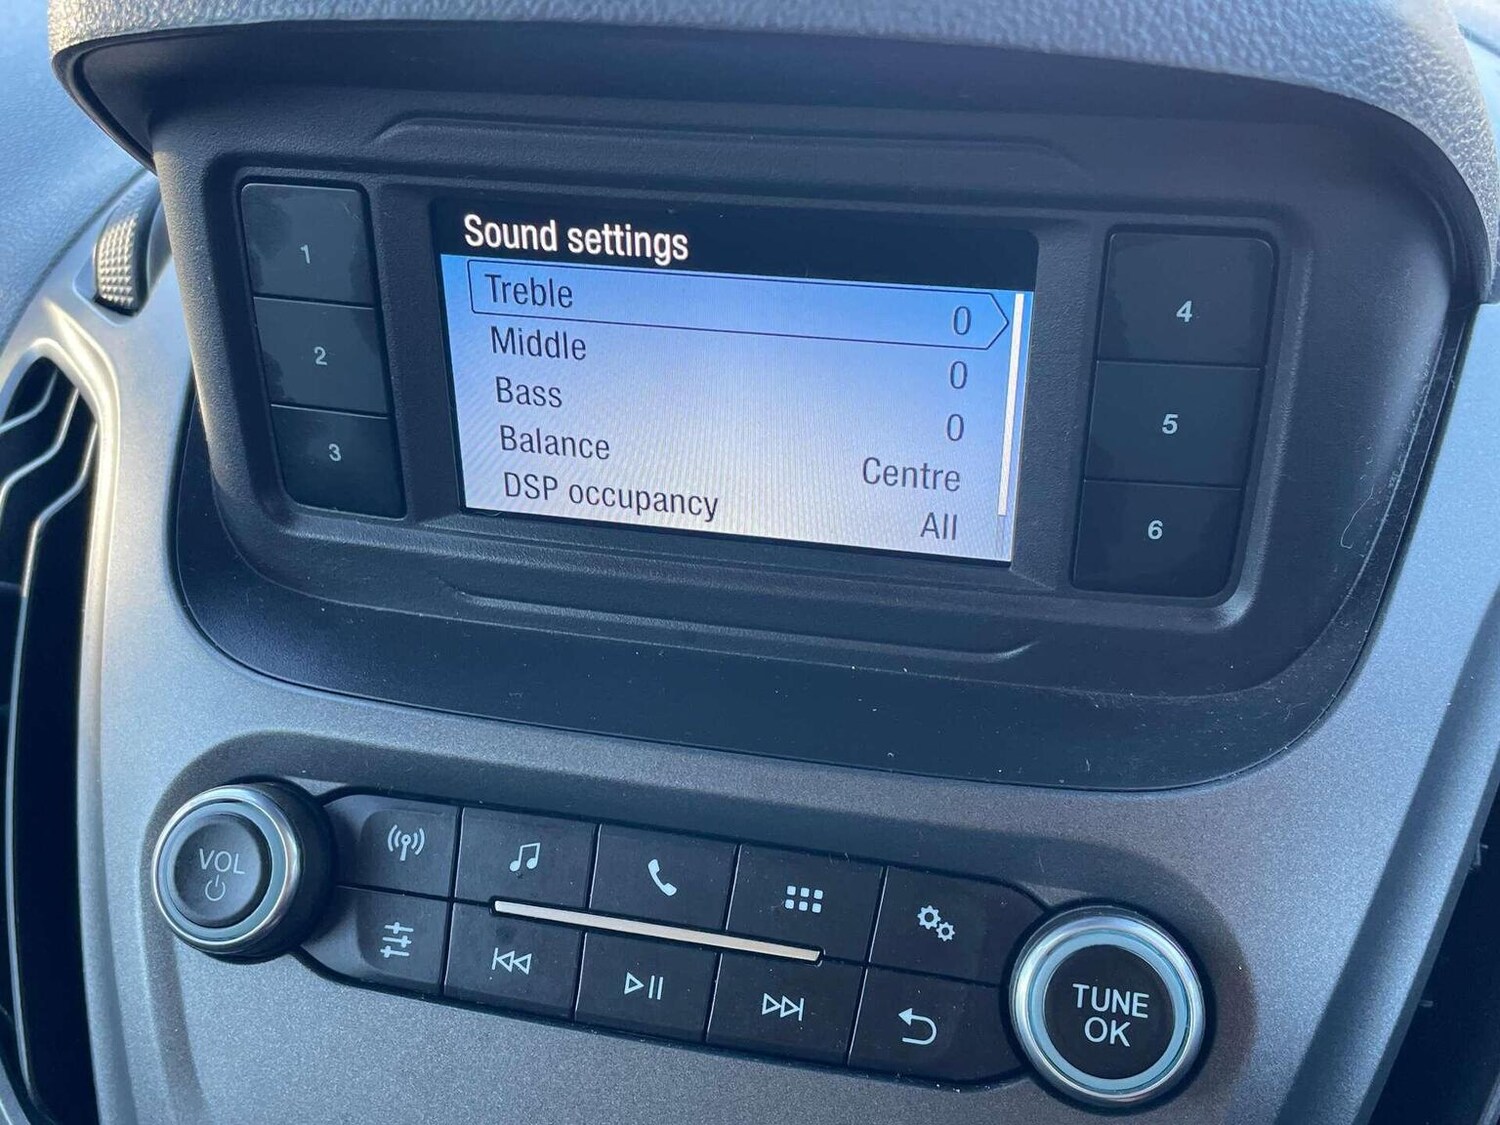 Sound settings
Treble 0
Middle 0
Bass 0
Balance Centre
DSP occupancy All
1
2
3
4
5
6
VOL
TUNE
OK